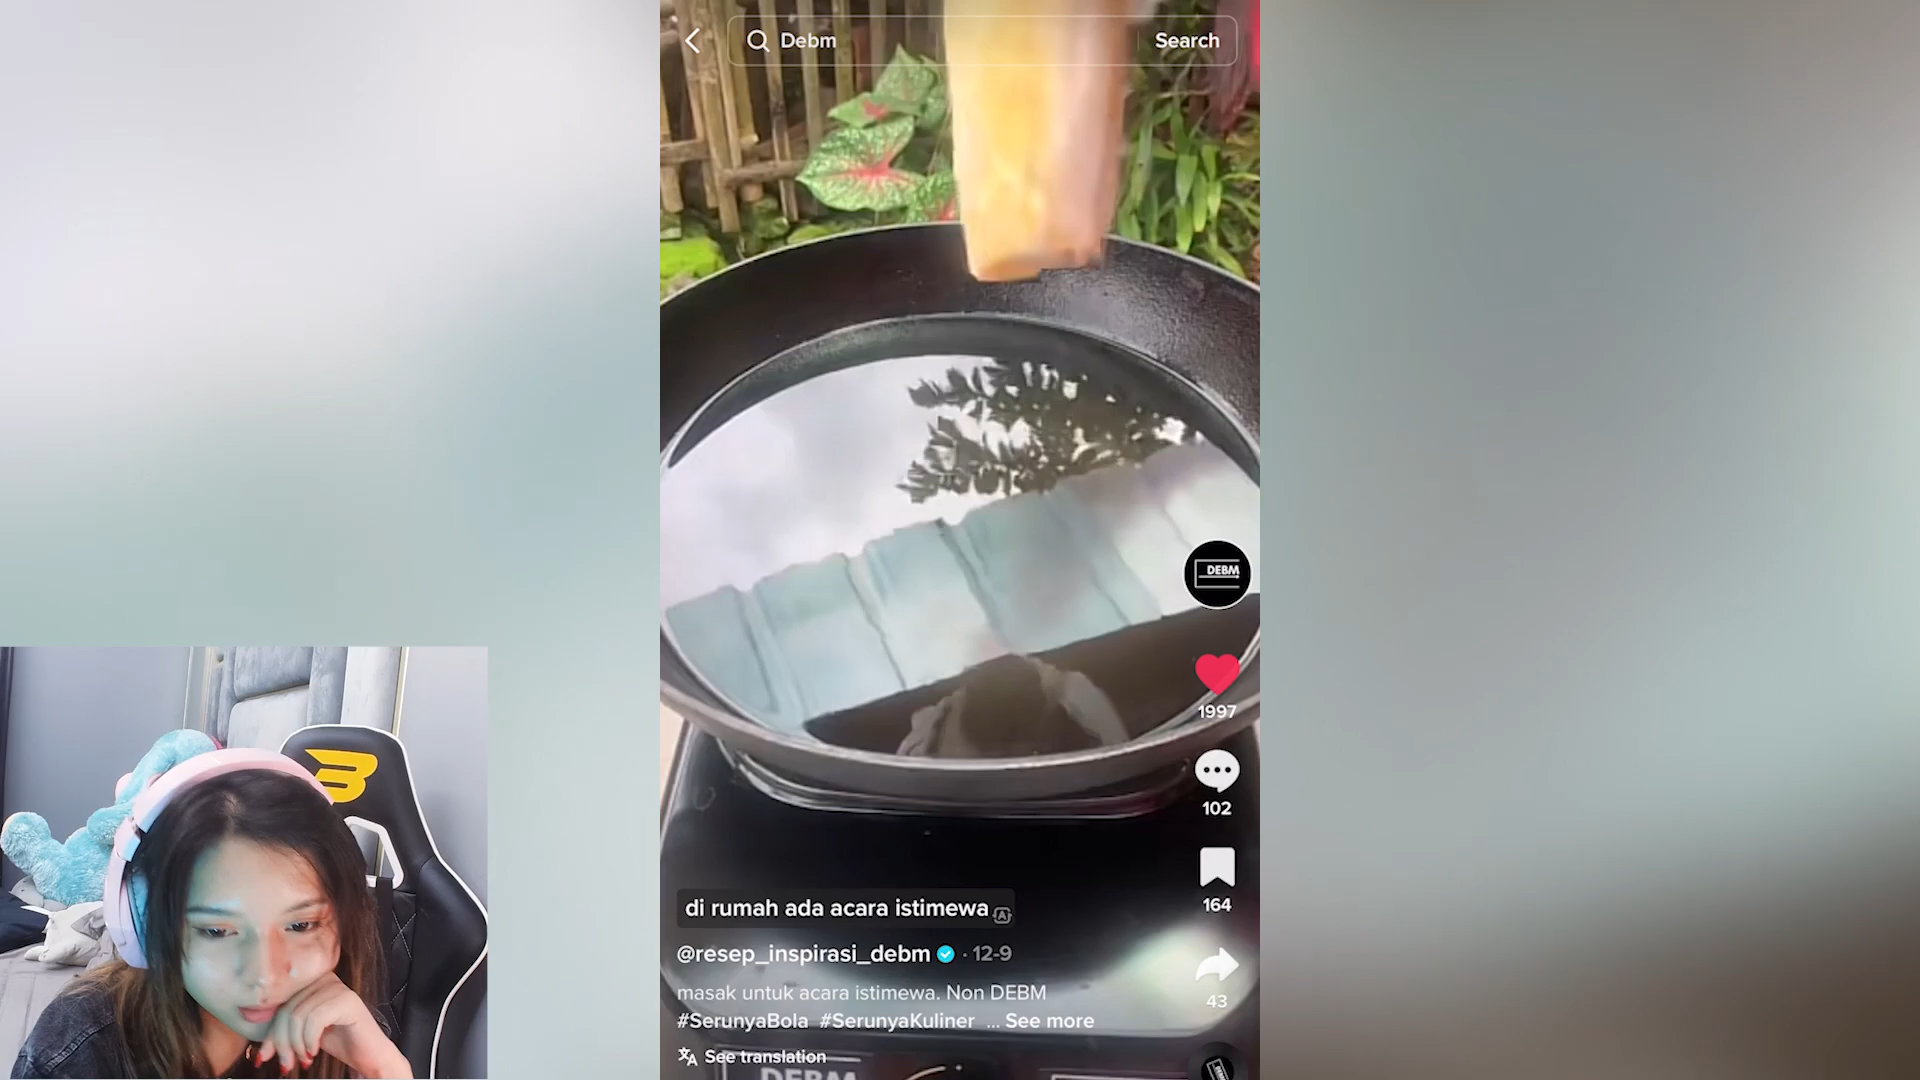 Debm
Search
DEBM
1997
102
164
43
di rumah ada acara istimewa
@resep_inspirasi_debm · 12-9
masak untuk acara istimewa. Non DEBM
#SerunyaBola #SerunyaKuliner ... See more
See translation
DEBM